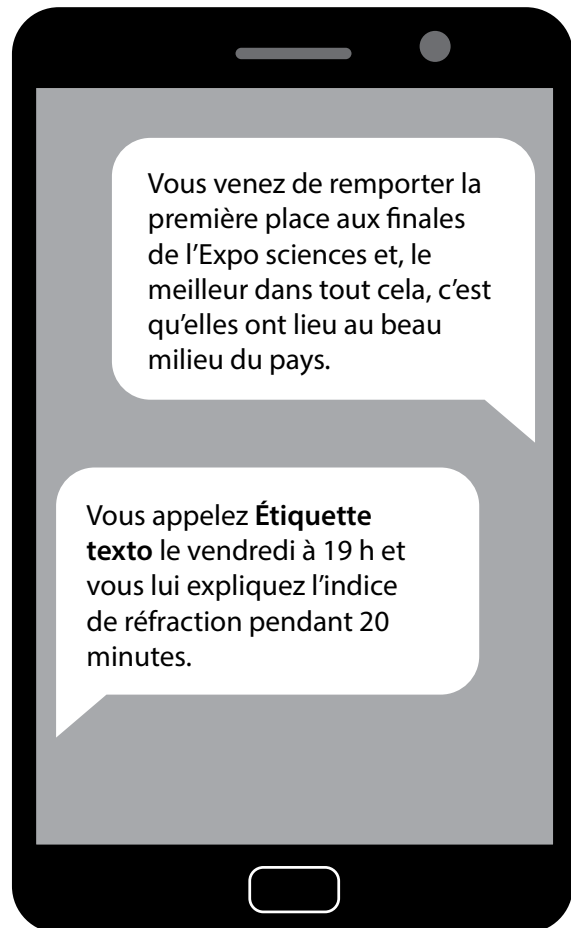 Vous venez de remporter la
première place aux finales
de l’Expo sciences et, le
meilleur dans tout cela, c’est
qu’elles ont lieu au beau
milieu du pays.
Vous appelez Étiquette
texto le vendredi à 19 h et
vous lui expliquez l’indice
de réfraction pendant 20
minutes.